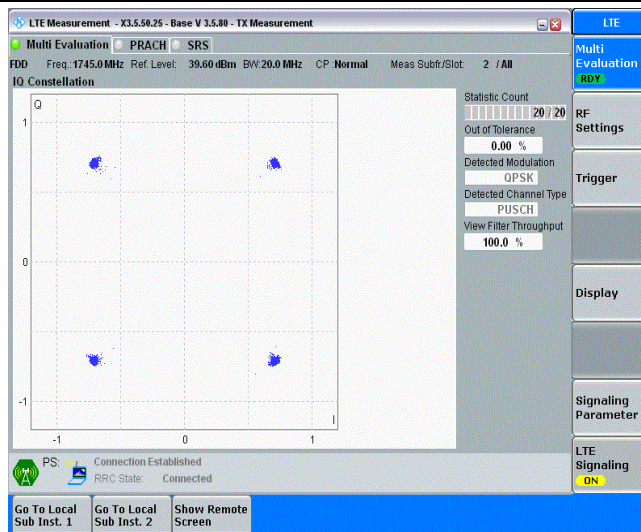 LTE Measurement - X3.5.50.25 - Base V 3.5.80 - TX Measurement
LTE
Multi Evaluation
PRACH
SRS
Multi
Evaluation
RDY
FDD Freq.:1745.0 MHz Ref. Level: 39.60 dBm BW:20.0 MHz CP :Normal Meas Subfr./Slot: 2 / All
IQ Constellation
Q
1
0
-1
-1
0
1
I
Statistic Count
20 / 20
Out of Tolerance
0.00 %
Detected Modulation
QPSK
Detected Channel Type
PUSCH
View Filter Throughput
100.0 %
RF
Settings
Trigger
Display
Signaling
Parameter
LTE
Signaling
ON
PS:
Connection Established
RRC State: Connected
Go To Local
Sub Inst. 1
Go To Local
Sub Inst. 2
Show Remote
Screen